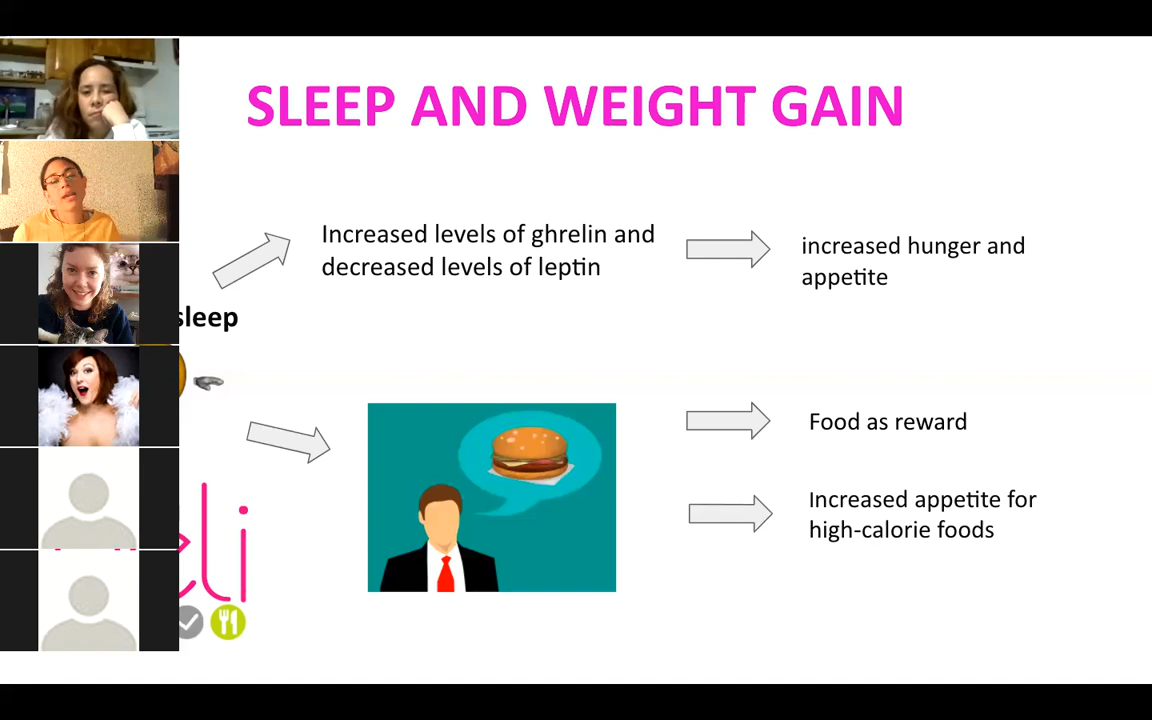 SLEEP AND WEIGHT GAIN
Increased levels of ghrelin and
decreased levels of leptin
increased hunger and
appetite
sleep
Food as reward
Increased appetite for
high-calorie foods
eli